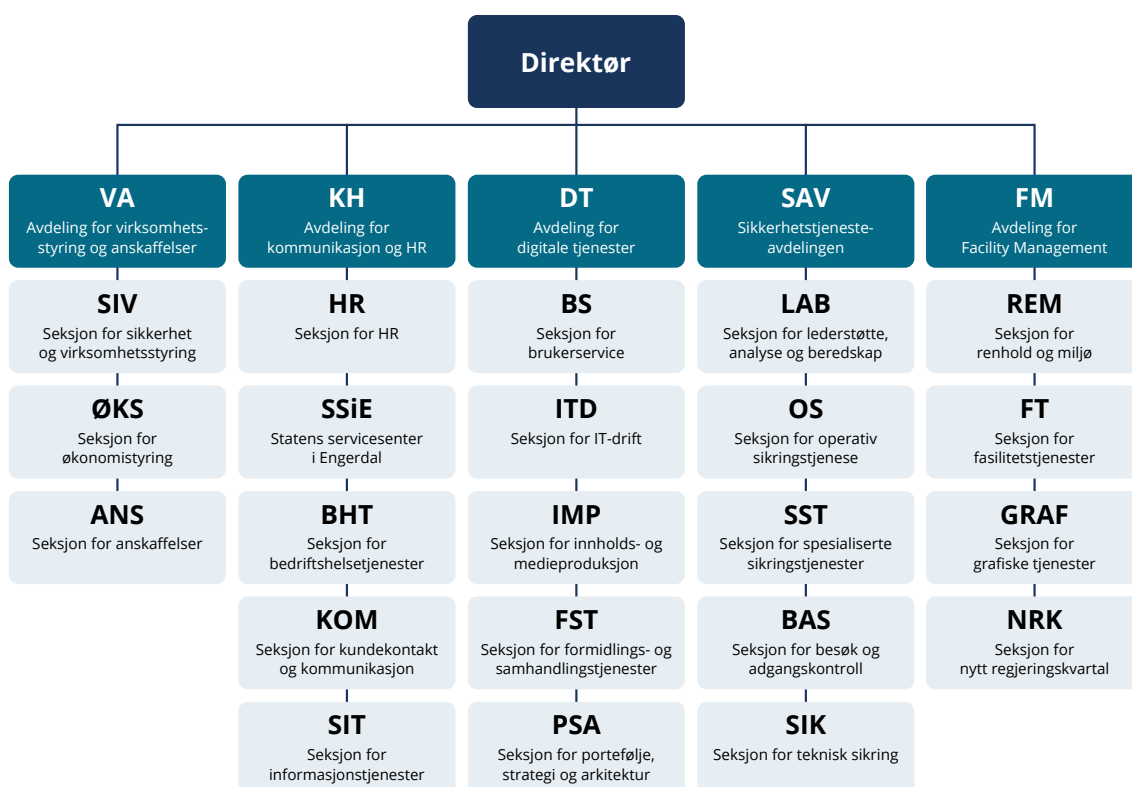 Direktør
VA
Avdeling for virksomhets-
styring og anskaffelser
SIV
Seksjon for sikkerhet
og virksomhetsstyring
ØKS
Seksjon for
økonomistyring
ANS
Seksjon for anskaffelser
KH
Avdeling for
kommunikasjon og HR
HR
Seksjon for HR
SSiE
Statens servicesenter
i Engerdal
BHT
Seksjon for
bedriftshelsetjenester
KOM
Seksjon for kundekontakt
og kommunikasjon
SIT
Seksjon for
informasjonstjenester
DT
Avdeling for
digitale tjenester
BS
Seksjon for
brukerservice
ITD
Seksjon for IT-drift
IMP
Seksjon for innholds- og
medieproduksjon
FST
Seksjon for formidlings- og
samhandlingstjenester
PSA
Seksjon for portefølje,
strategi og arkitektur
SAV
Sikkerhetstjeneste-
avdelingen
LAB
Seksjon for lederstøtte,
analyse og beredskap
OS
Seksjon for operativ
sikringstjenese
SST
Seksjon for spesialiserte
sikringstjenester
BAS
Seksjon for besøk og
adgangskontroll
SIK
Seksjon for teknisk sikring
FM
Avdeling for
Facility Management
REM
Seksjon for
renhold og miljø
FT
Seksjon for
fasilitetstjenester
GRAF
Seksjon for
grafiske tjenester
NRK
Seksjon for
nytt regjeringskvartal